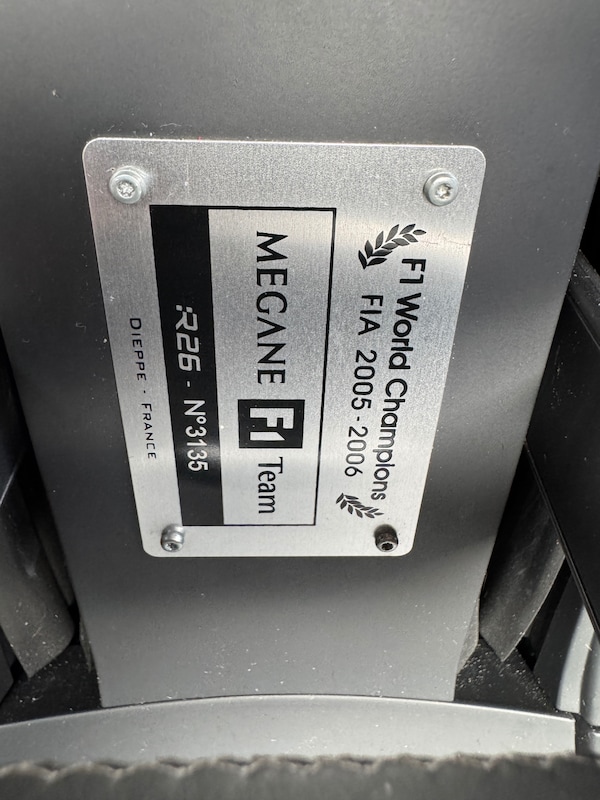 F1 World Champions
FIA 2005-2006
MEGANE F1 Team
R26 - N°3135
DIEPPE - FRANCE